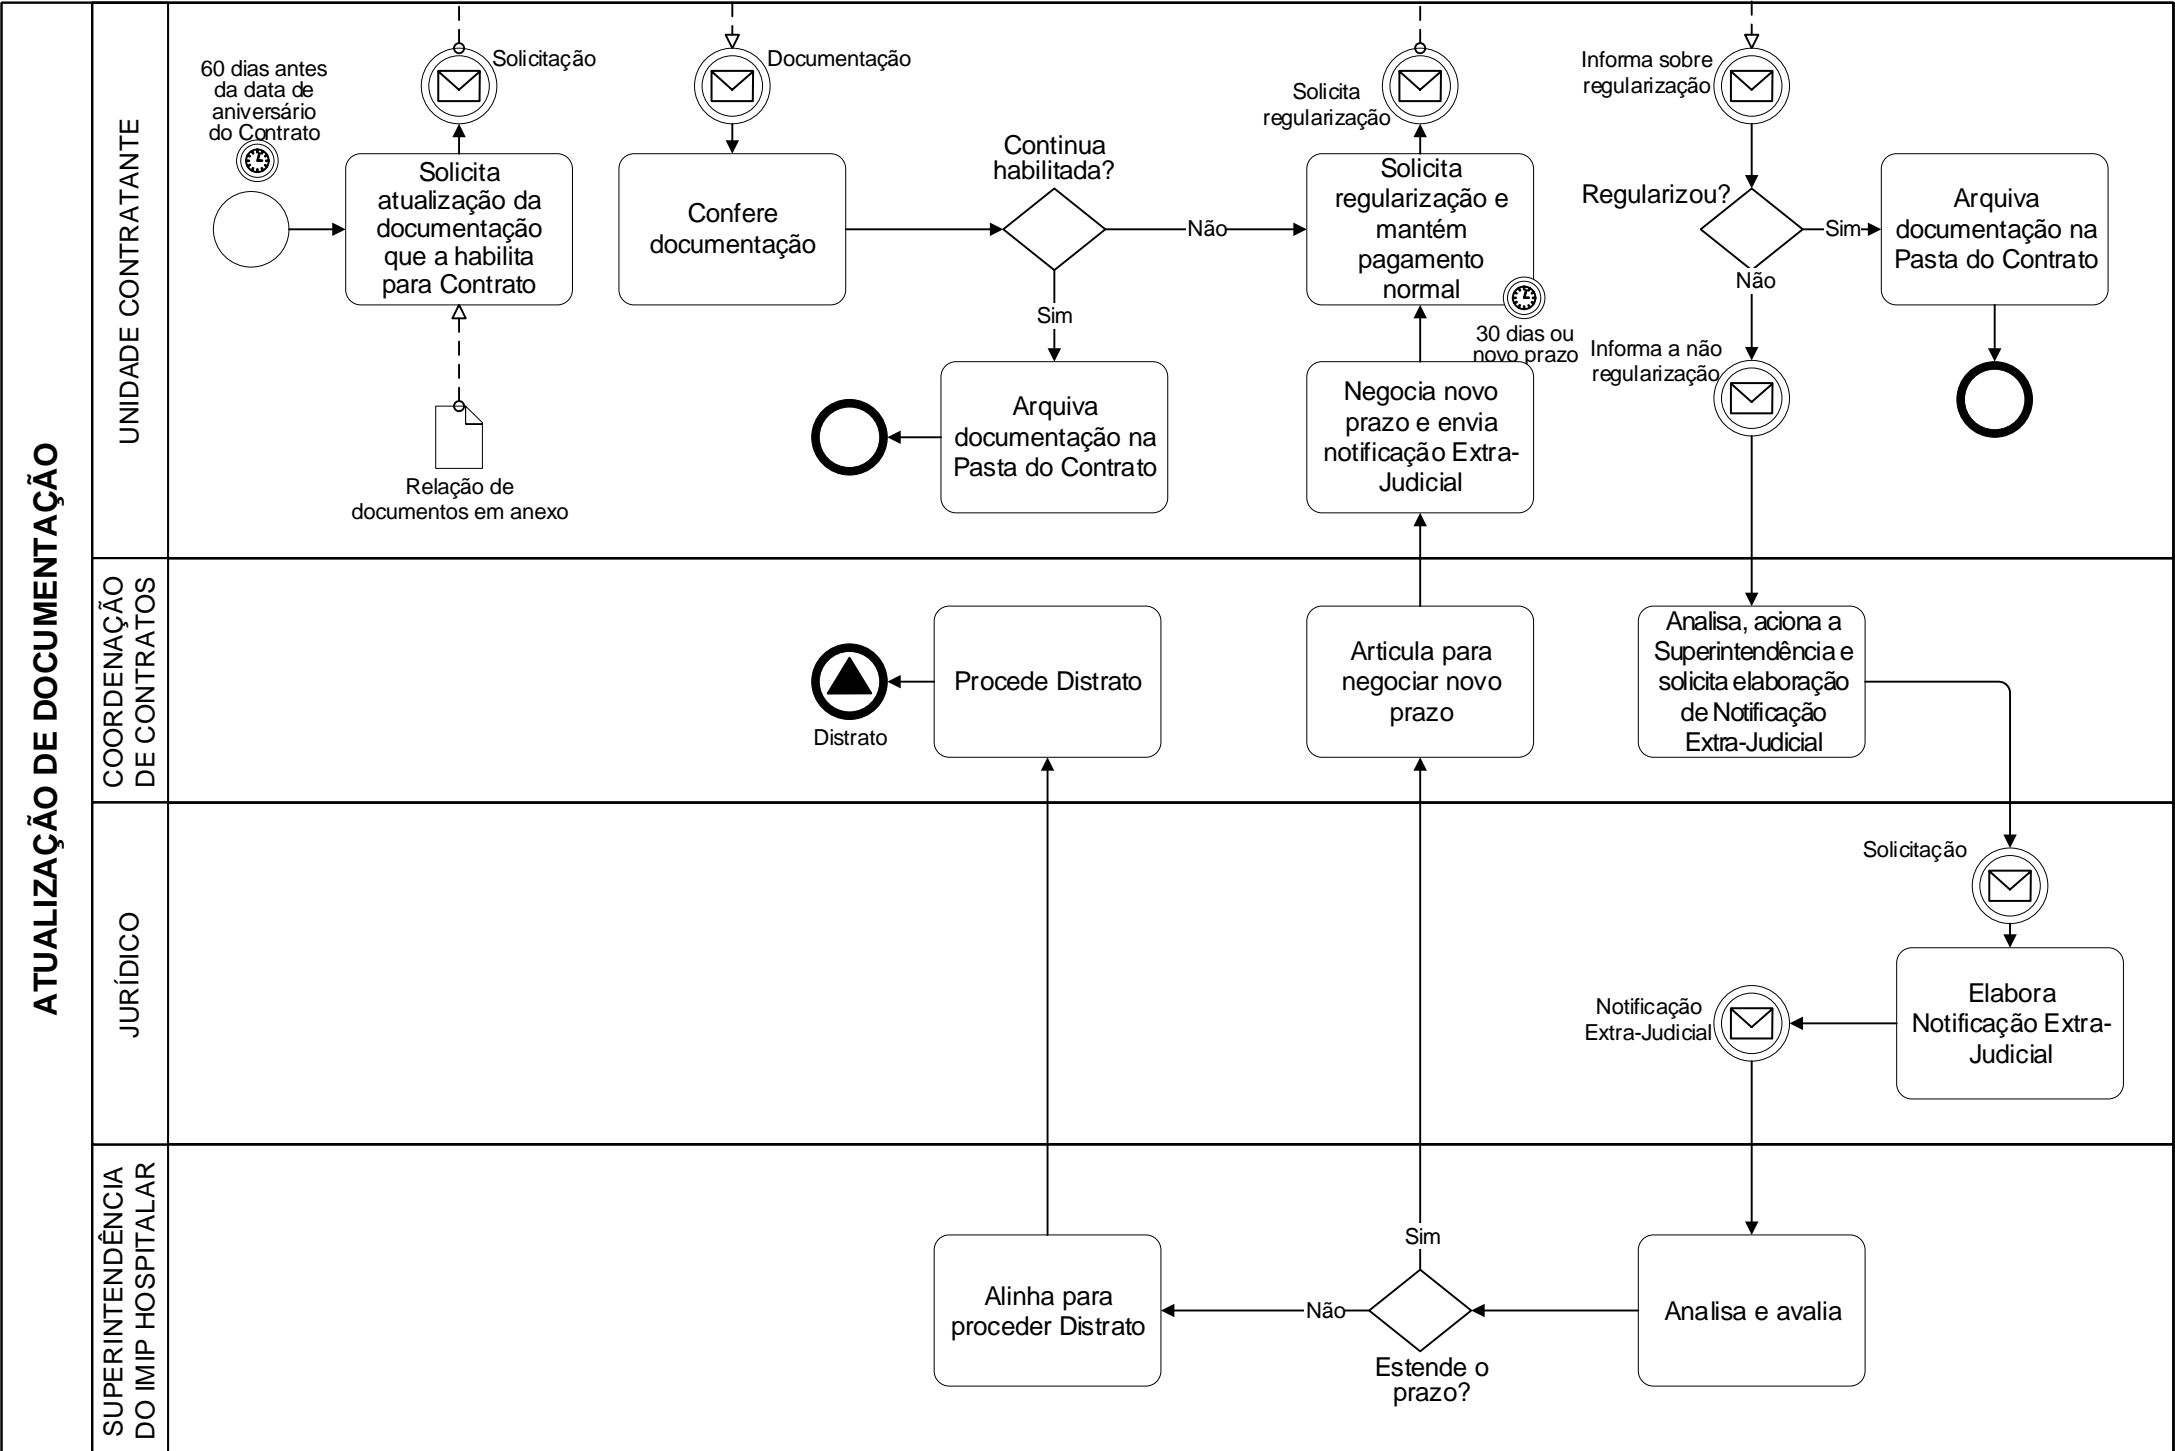 ATUALIZAÇÃO DE DOCUMENTAÇÃO
UNIDADE CONTRATANTE
60 dias antes
da data de
aniversário
do Contrato
Solicitação
Solicita
atualização da
documentação
que a habilita
para Contrato
Relação de
documentos em anexo
Documentação
Confere
documentação
Continua
habilitada?
Não
Sim
Arquiva
documentação na
Pasta do Contrato
Solicita
regularização
Solicita
regularização e
mantém
pagamento
normal
30 dias ou
novo prazo
Negocia novo
prazo e envia
notificação Extra-
Judicial
Informa sobre
regularização
Regularizou?
Sim
Não
Arquiva
documentação na
Pasta do Contrato
Informa a não
regularização
COORDENAÇÃO
DE CONTRATOS
Distrato
Procede Distrato
Articula para
negociar novo
prazo
Analisa, aciona a
Superintendência e
solicita elaboração
de Notificação
Extra-Judicial
JURÍDICO
Solicitação
Elabora
Notificação Extra-
Judicial
Notificação
Extra-Judicial
SUPERINTENDÊNCIA
DO IMIP HOSPITALAR
Alinha para
proceder Distrato
Não
Sim
Estende o
prazo?
Analisa e avalia